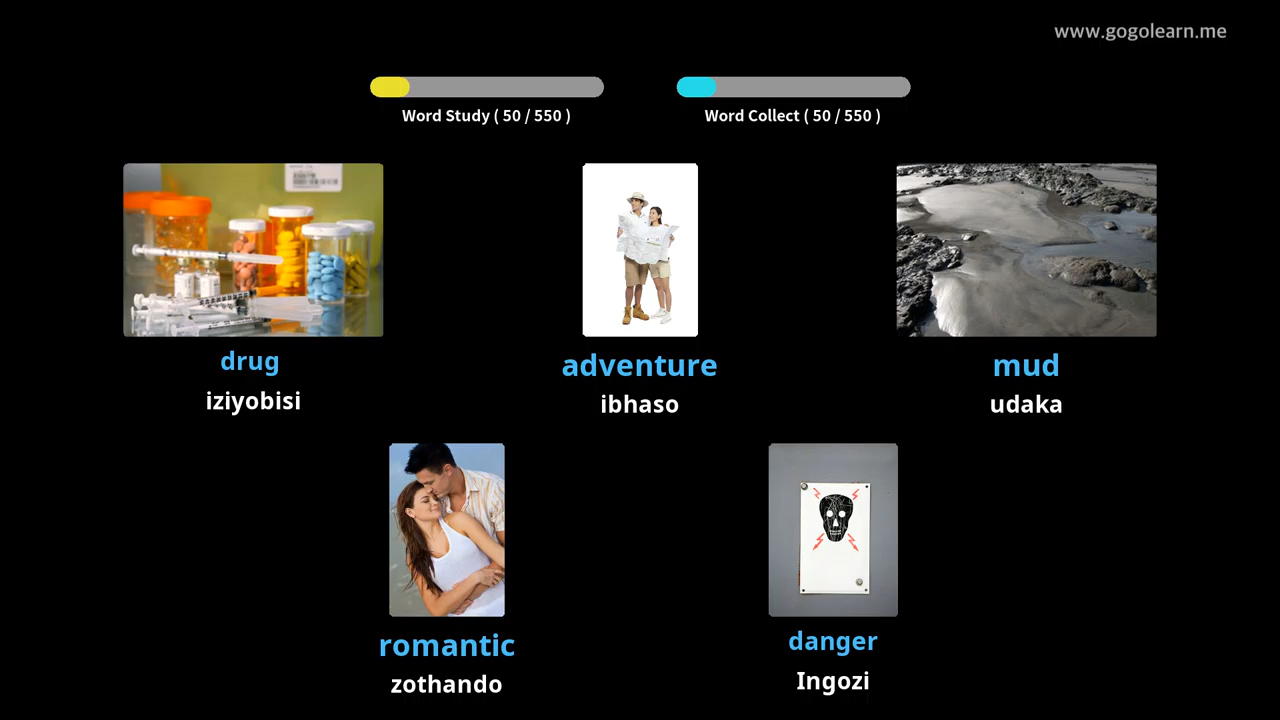 www.gogolearn.me
Word Study ( 50 / 550 )
Word Collect ( 50 / 550 )
drug
iziyobisi
adventure
ibhaso
mud
udaka
romantic
zothando
danger
Ingozi